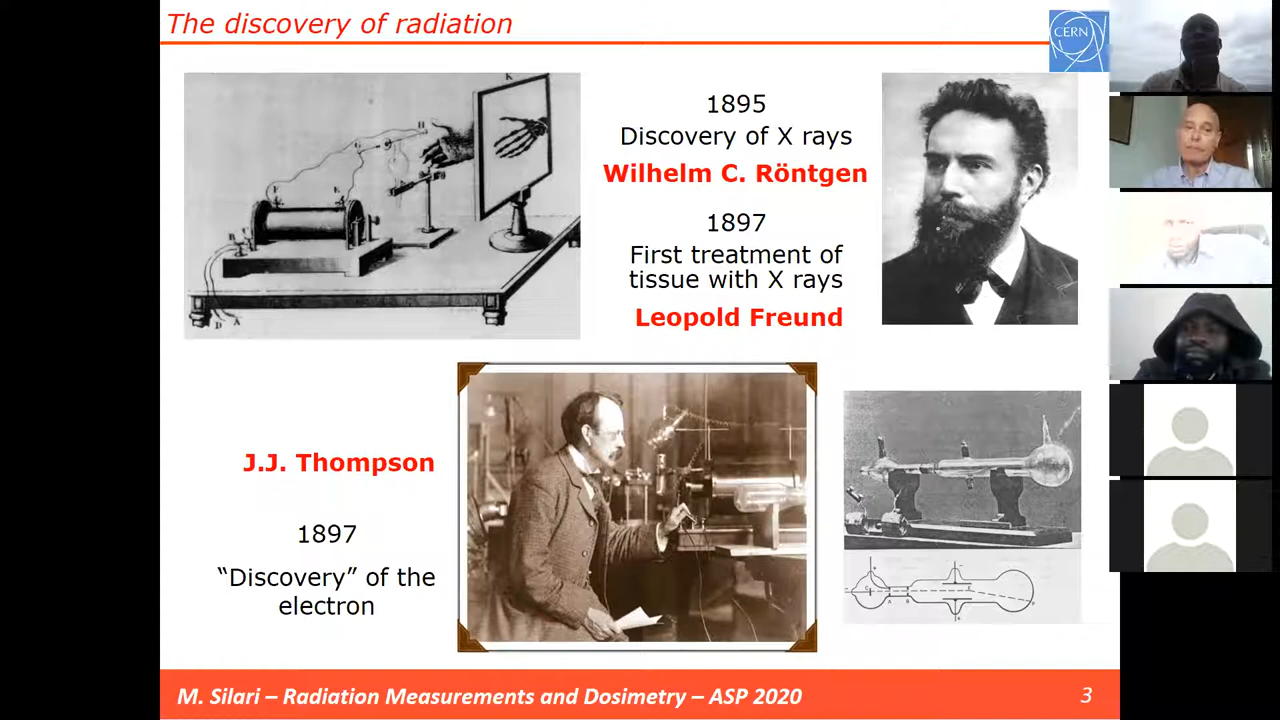 The discovery of radiation
CERN
1895
Discovery of X rays
Wilhelm C. Röntgen
1897
First treatment of
tissue with X rays
Leopold Freund
J.J. Thompson
1897
“Discovery” of the
electron
M. Silari – Radiation Measurements and Dosimetry – ASP 2020
3